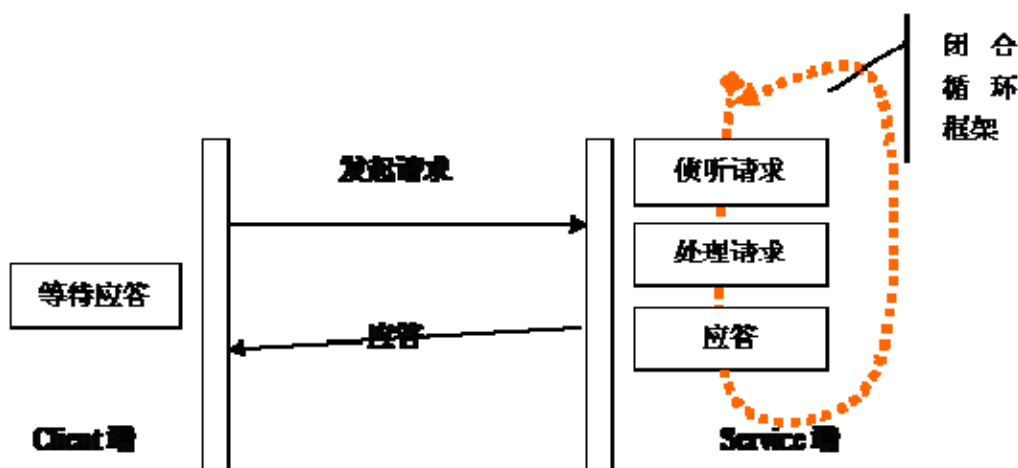 闭 合
循 环
框架
发起请求
侦听请求
处理请求
等待应答
应答
应答
Client 端
Service 端